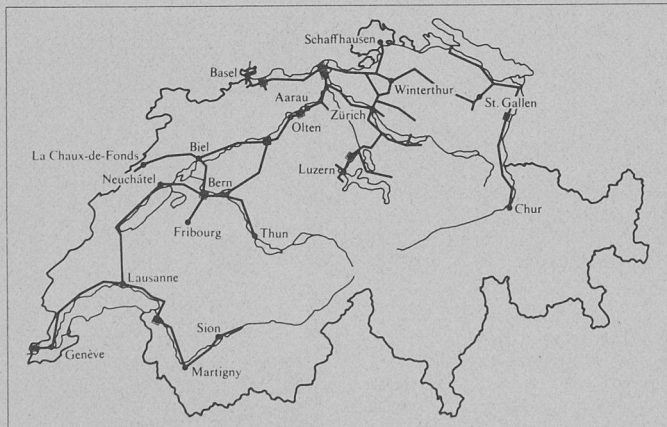 Schaffhausen
Basel
Winterthur
Aarau
St. Gallen
Zürich
Olten
Biel
La Chaux-de-Fonds
Luzern
Neuchâtel
Bern
Chur
Fribourg
Thun
Lausanne
Sion
Genève
Martigny